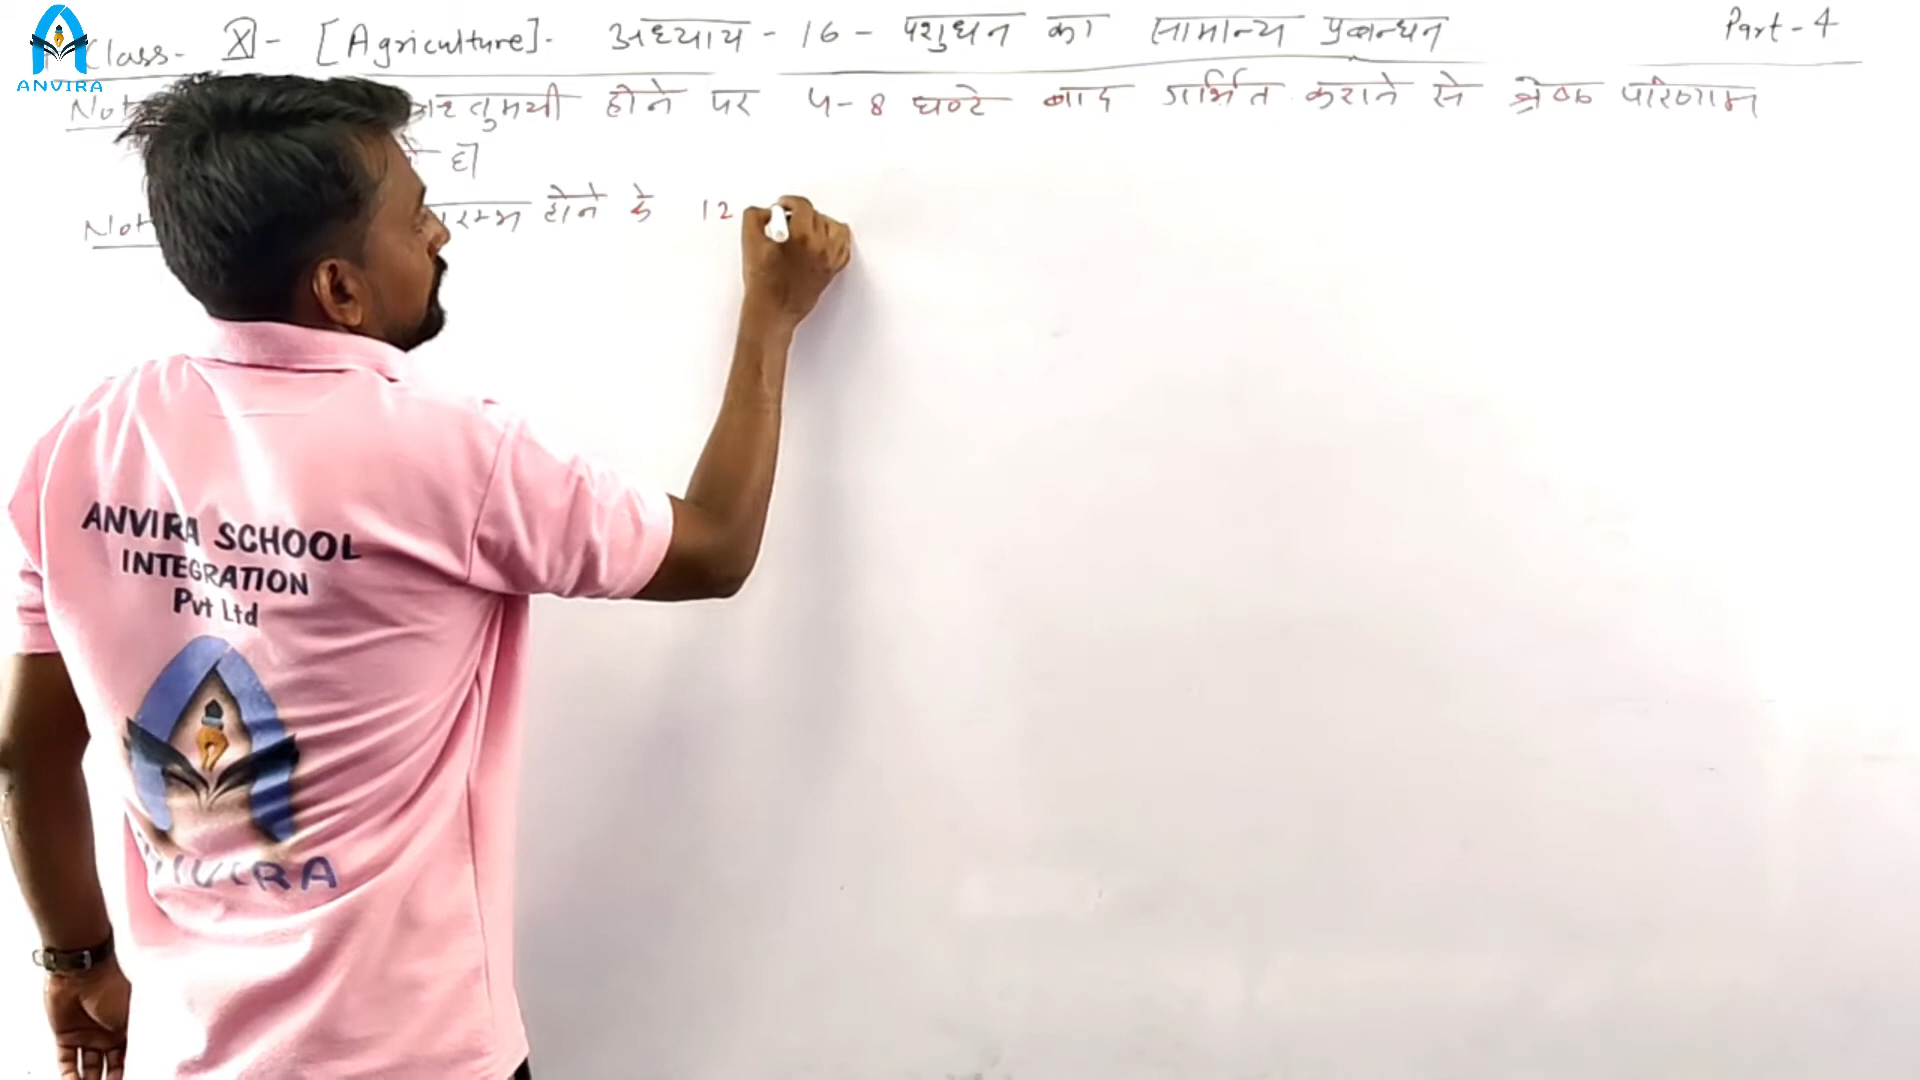 ANVIRA
Class- XI- [Agriculture]. अध्याय - 16 - पशुधन का सामान्य प्रबन्धन Part-4
Not तुमयी होने पर 4-8 घण्टे बाद गर्भित कराने से श्रेष्ठ परिणाम
है।
Not रम्भ होने के 12
ANVIRA SCHOOL
INTEGRATION
Pvt Ltd
ANVIRA